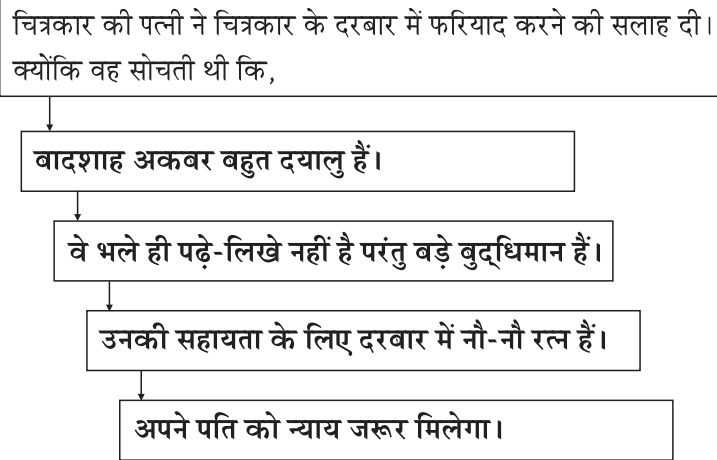 चित्रकार की पत्नी ने चित्रकार के दरबार में फरियाद करने की सलाह दी।
क्योंकि वह सोचती थी कि,
बादशाह अकबर बहुत दयालु हैं।
वे भले ही पढ़े-लिखे नहीं है परंतु बड़े बुद्‌धिमान हैं।
उनकी सहायता के लिए दरबार में नौ-नौ रत्न हैं।
अपने पति को न्याय जरूर मिलेगा।